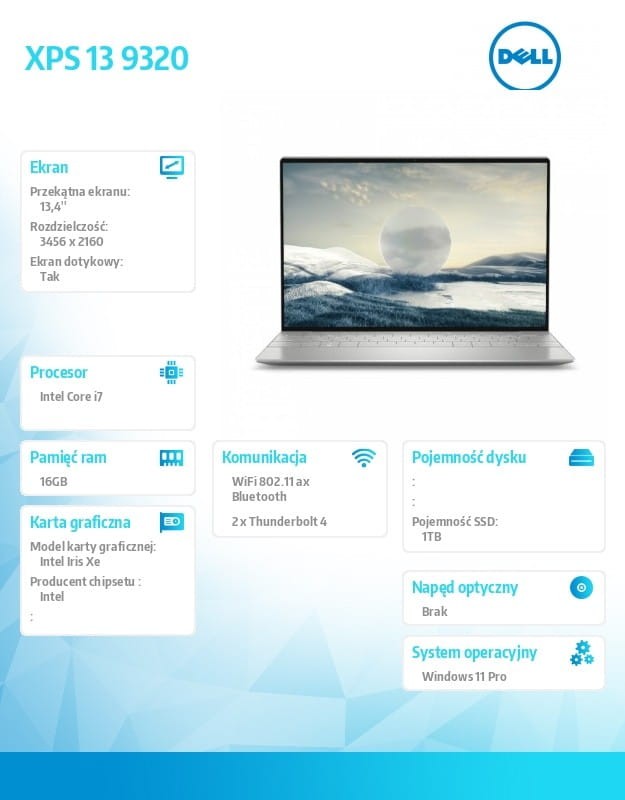 XPS 13 9320
DELL
Ekran
Przekątna ekranu:
13,4"
Rozdzielczość:
3456 x 2160
Ekran dotykowy:
Tak
Procesor
Intel Core i7
Pamięć ram
16GB
Karta graficzna
Model karty graficznej:
Intel Iris Xe
Producent chipsetu :
Intel
:
Komunikacja
WiFi 802.11 ax
Bluetooth
2 x Thunderbolt 4
Pojemność dysku
:
:
Pojemność SSD:
1TB
Napęd optyczny
Brak
System operacyjny
Windows 11 Pro